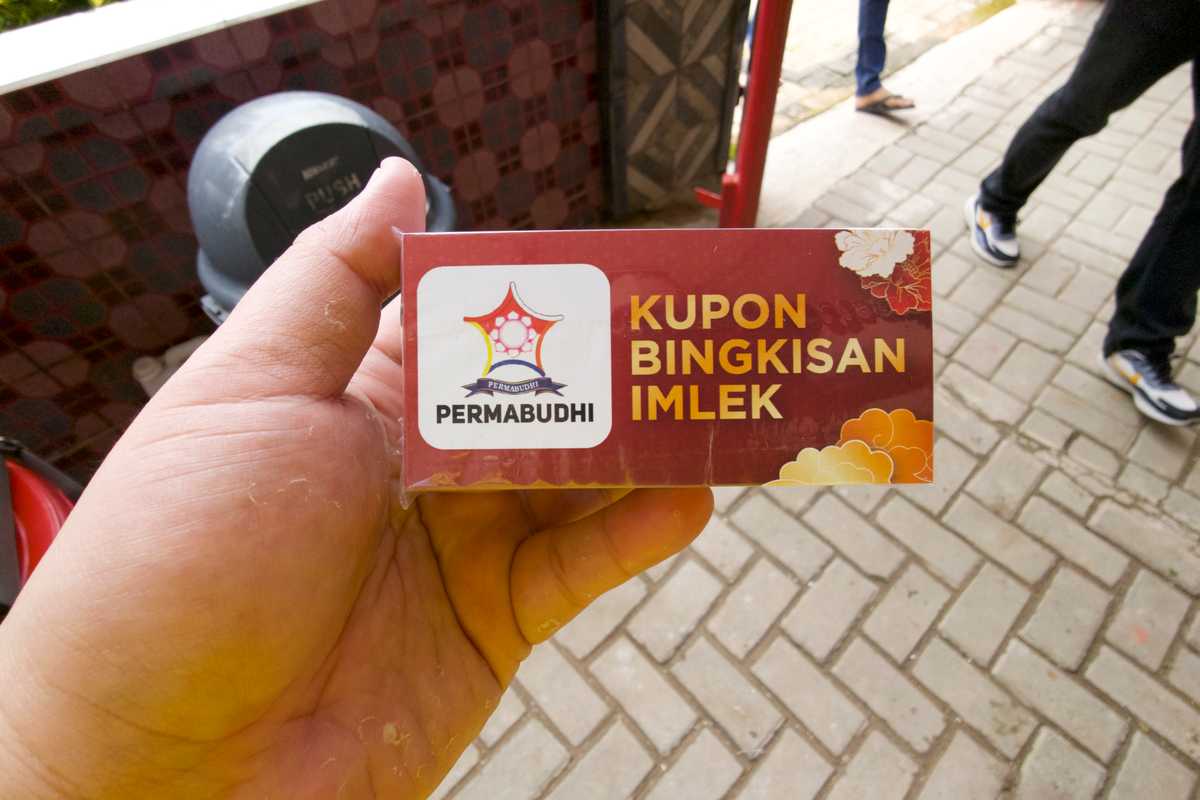 PUSH
PERMABUDHI
PERMABUDHI
KUPON
BINGKISAN
IMLEK